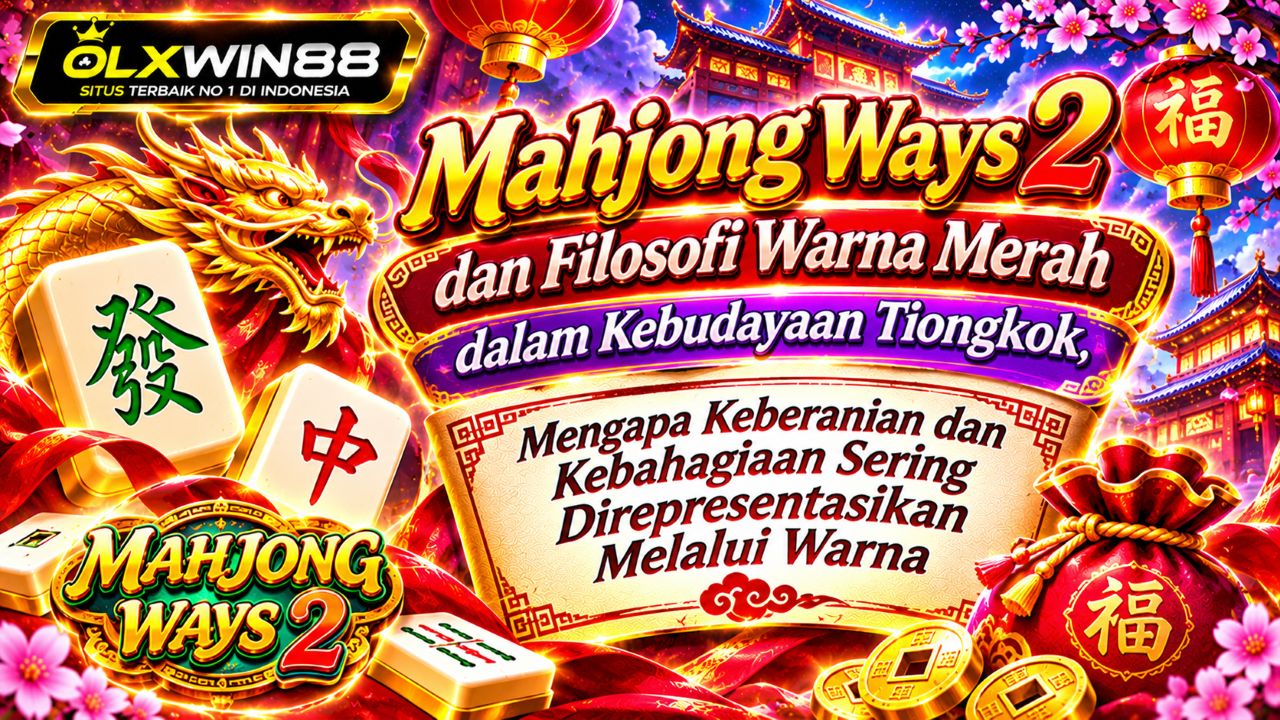 OLXWIN88
SITUS TERBAIK NO 1 DI INDONESIA
Mahjong Ways 2
dan Filosofi Warna Merah
dalam Kebudayaan Tiongkok,
Mengapa Keberanian dan
Kebahagiaan Sering
Direpresentasikan
Melalui Warna
福
發
中
MAHJONG
WAYS 2
福